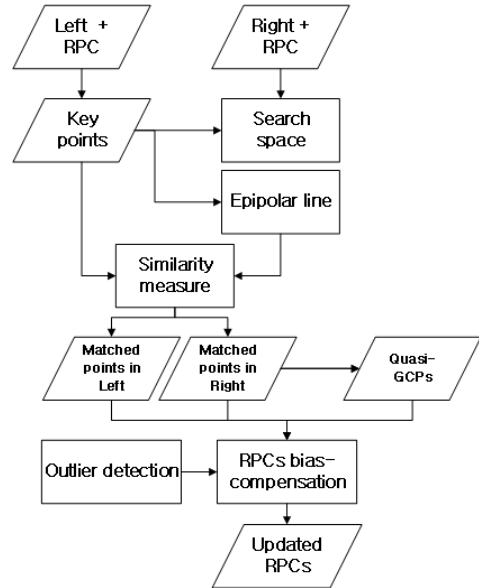 Left +
RPC
Right +
RPC
Key
points
Search
space
Epipolar line
Similarity
measure
Matched
points in
Left
Matched
points in
Right
Quasi-
GCPs
Outlier detection
RPCs bias-
compensation
Updated
RPCs